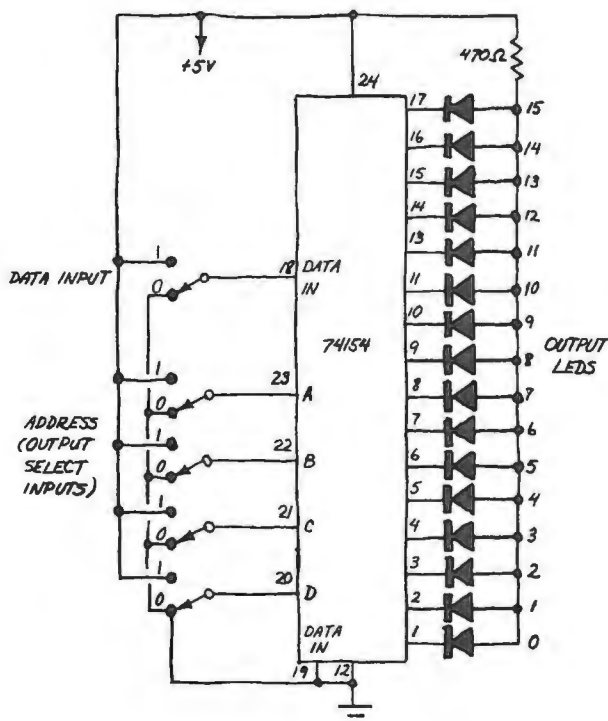 +5V
470Ω
24
17 15
16 14
15 13
14 12
13 11
11 10
10 9
9 8
8 7
7 6
6 5
5 4
4 3
3 2
2 1
1 0
OUTPUT
LEDS
DATA INPUT
1
0
18 DATA
IN
74154
ADDRESS
(OUTPUT
SELECT
INPUTS)
1
0
23 A
1
0
22 B
1
0
21 C
1
0
20 D
DATA
IN
19 12